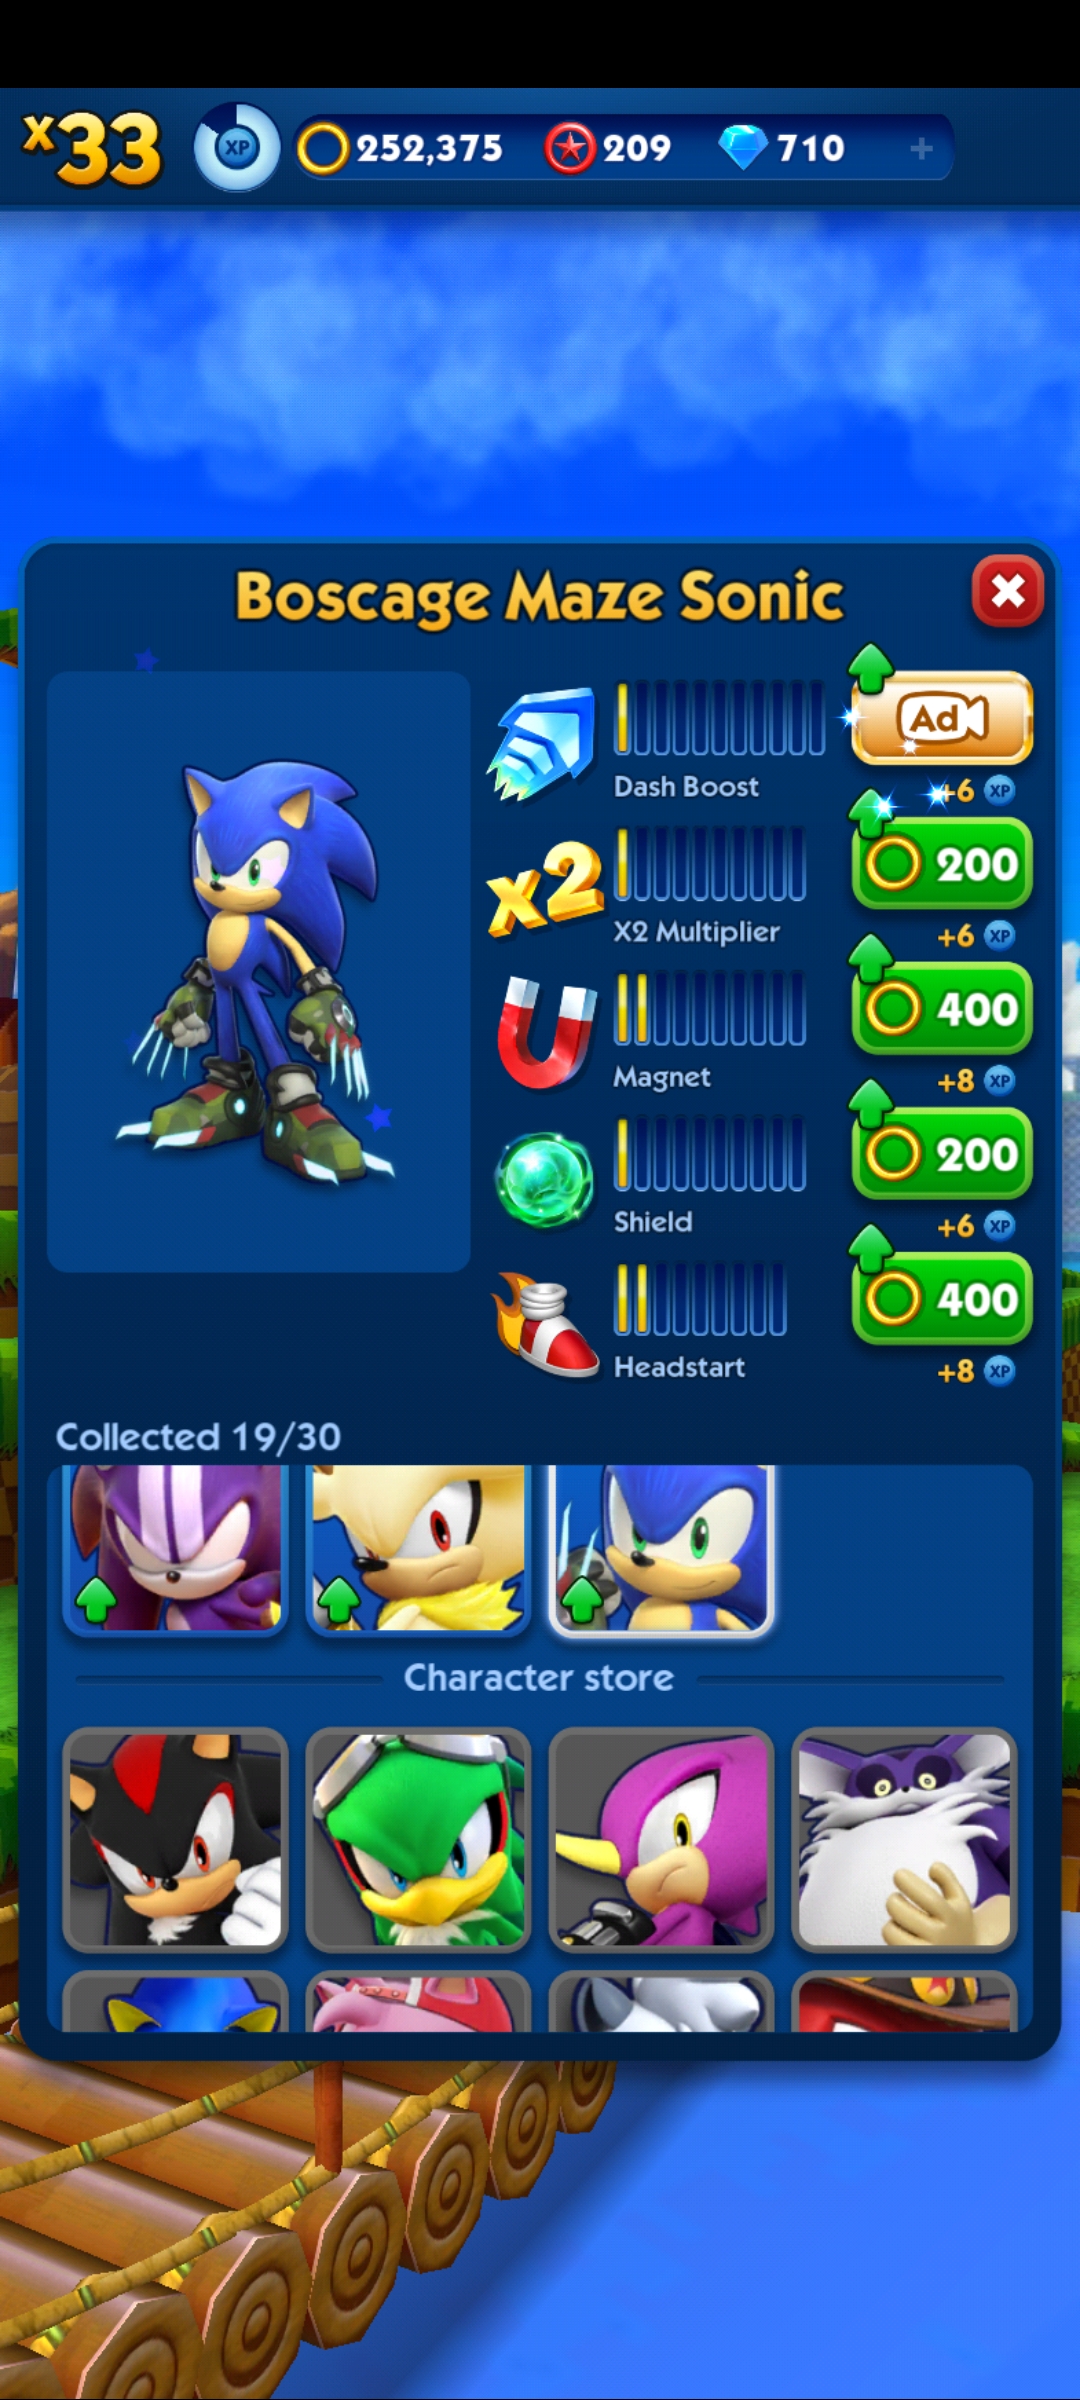 x33 XP 252,375 209 710 +
Boscage Maze Sonic
Ad
Dash Boost
+6 XP
x2
200
X2 Multiplier
+6 XP
400
Magnet
+8 XP
200
Shield
+6 XP
400
Headstart
+8 XP
Collected 19/30
Character store